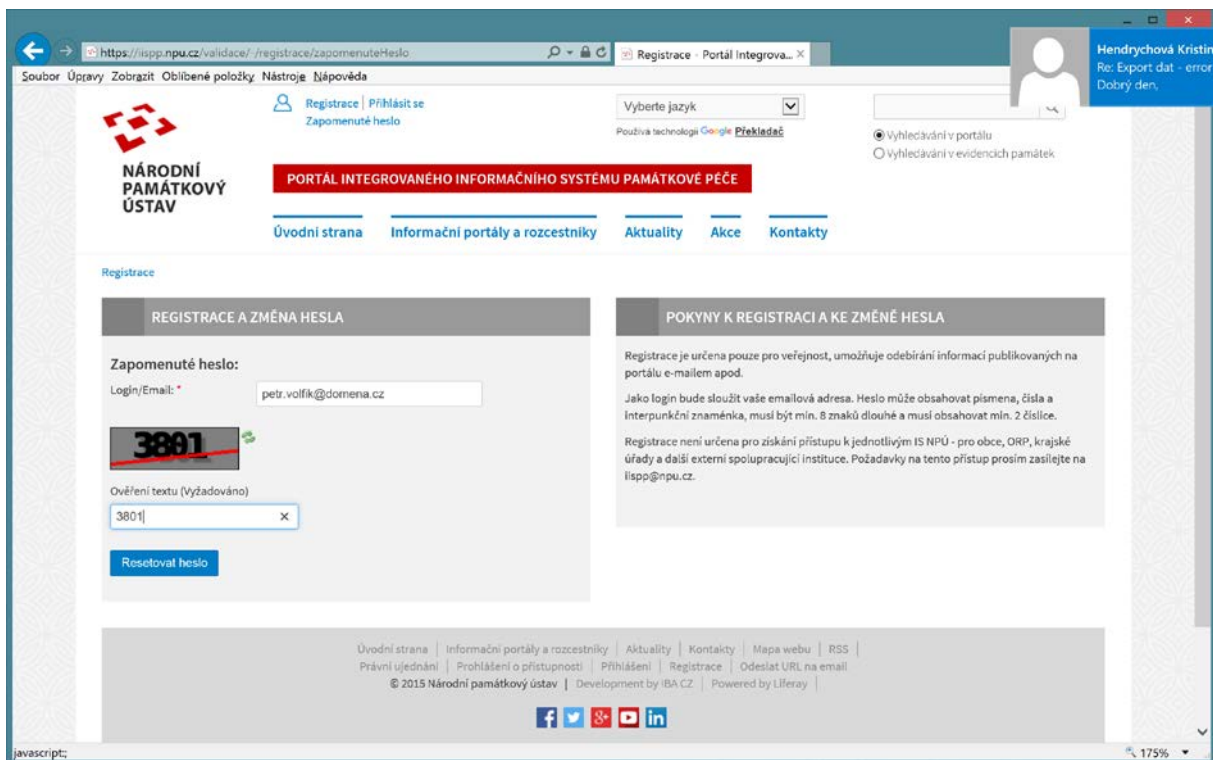 https://iispp.npu.cz/validace/-/registrace/zapomenuteHeslo
Registrace - Portál Integrova...
Hendrychová Kristin
Re: Export dat - error
Dobrý den,
Soubor Úpravy Zobrazit Oblíbené položky Nástroje Nápověda
Registrace | Přihlásit se
Zapomenuté heslo
Vyberte jazyk
Používá technologii Google Překladač
Vyhledávání v portálu
Vyhledávání v evidencích památek
NÁRODNÍ
PAMÁTKOVÝ
ÚSTAV
PORTÁL INTEGROVANÉHO INFORMAČNÍHO SYSTÉMU PAMÁTKOVÉ PÉČE
Úvodní strana Informační portály a rozcestníky Aktuality Akce Kontakty
Registrace
REGISTRACE A ZMĚNA HESLA
Zapomenuté heslo:
Login/Email: *
petr.volfik@domena.cz
3801
Ověření textu (Vyžadováno)
3801
Resetovat heslo
POKYNY K REGISTRACI A KE ZMĚNĚ HESLA
Registrace je určena pouze pro veřejnost, umožňuje odebírání informací publikovaných na
portálu e-mailem apod.
Jako login bude sloužit vaše emailová adresa. Heslo může obsahovat písmena, čísla a
interpunkční znaménka, musí být min. 8 znaků dlouhé a musí obsahovat min. 2 číslice.
Registrace není určena pro získání přístupu k jednotlivým IS NPÚ - pro obce, ORP, krajské
úřady a další externí spolupracující instituce. Požadavky na tento přístup prosím zasílejte na
iispp@npu.cz.
Úvodní strana | Informační portály a rozcestníky | Aktuality | Kontakty | Mapa webu | RSS |
Právní ujednání | Prohlášení o přístupnosti | Přihlášení | Registrace | Odeslat URL na email
© 2015 Národní památkový ústav | Development by IBA CZ | Powered by Liferay |
javascript:;
175%